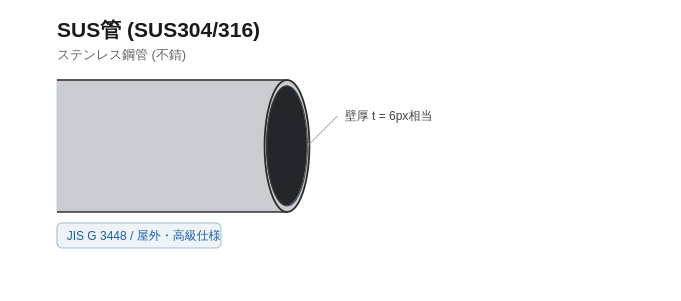 SUS管 (SUS304/316)
ステンレス鋼管 (不錆)
壁厚 t = 6px相当
JIS G 3448 / 屋外・高級仕様